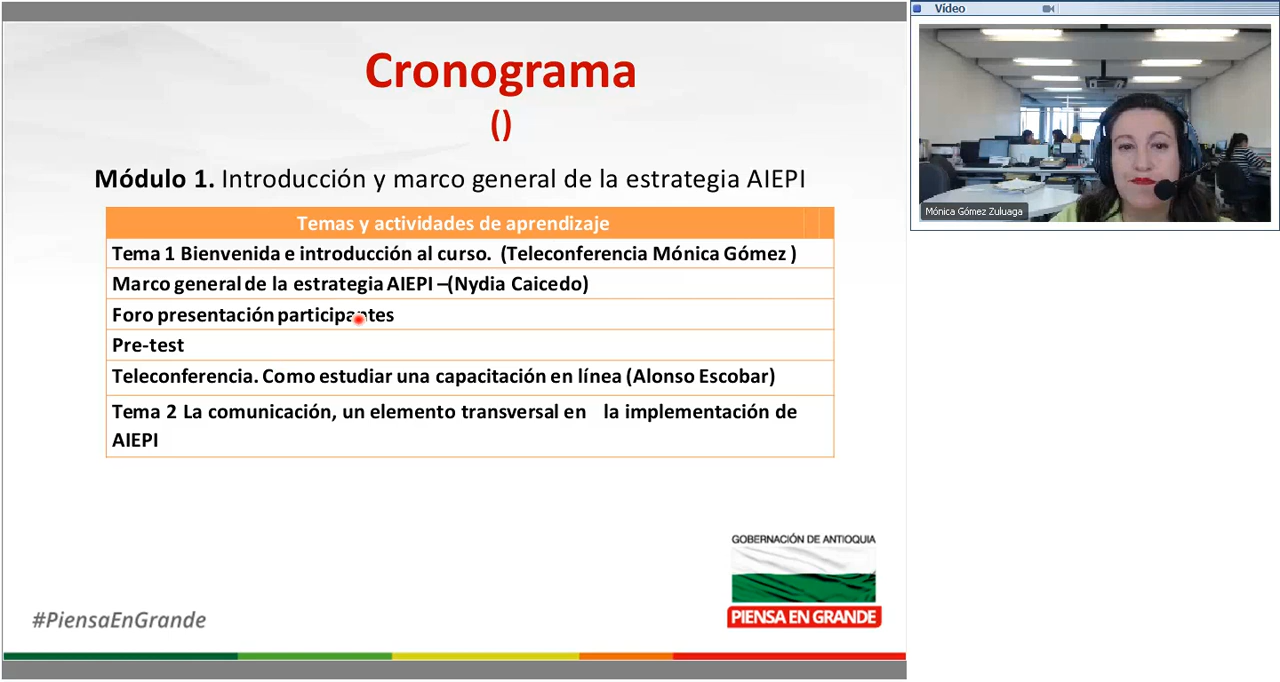 Cronograma
()
Módulo 1. Introducción y marco general de la estrategia AIEPI
Temas y actividades de aprendizaje
Tema 1 Bienvenida e introducción al curso. (Teleconferencia Mónica Gómez )
Marco general de la estrategia AIEPI –(Nydia Caicedo)
Foro presentación participantes
Pre-test
Teleconferencia. Como estudiar una capacitación en línea (Alonso Escobar)
Tema 2 La comunicación, un elemento transversal en la implementación de
AIEPI
GOBERNACIÓN DE ANTIOQUIA
PIENSA EN GRANDE
#PiensaEnGrande
Vídeo
Mónica Gómez Zuluaga